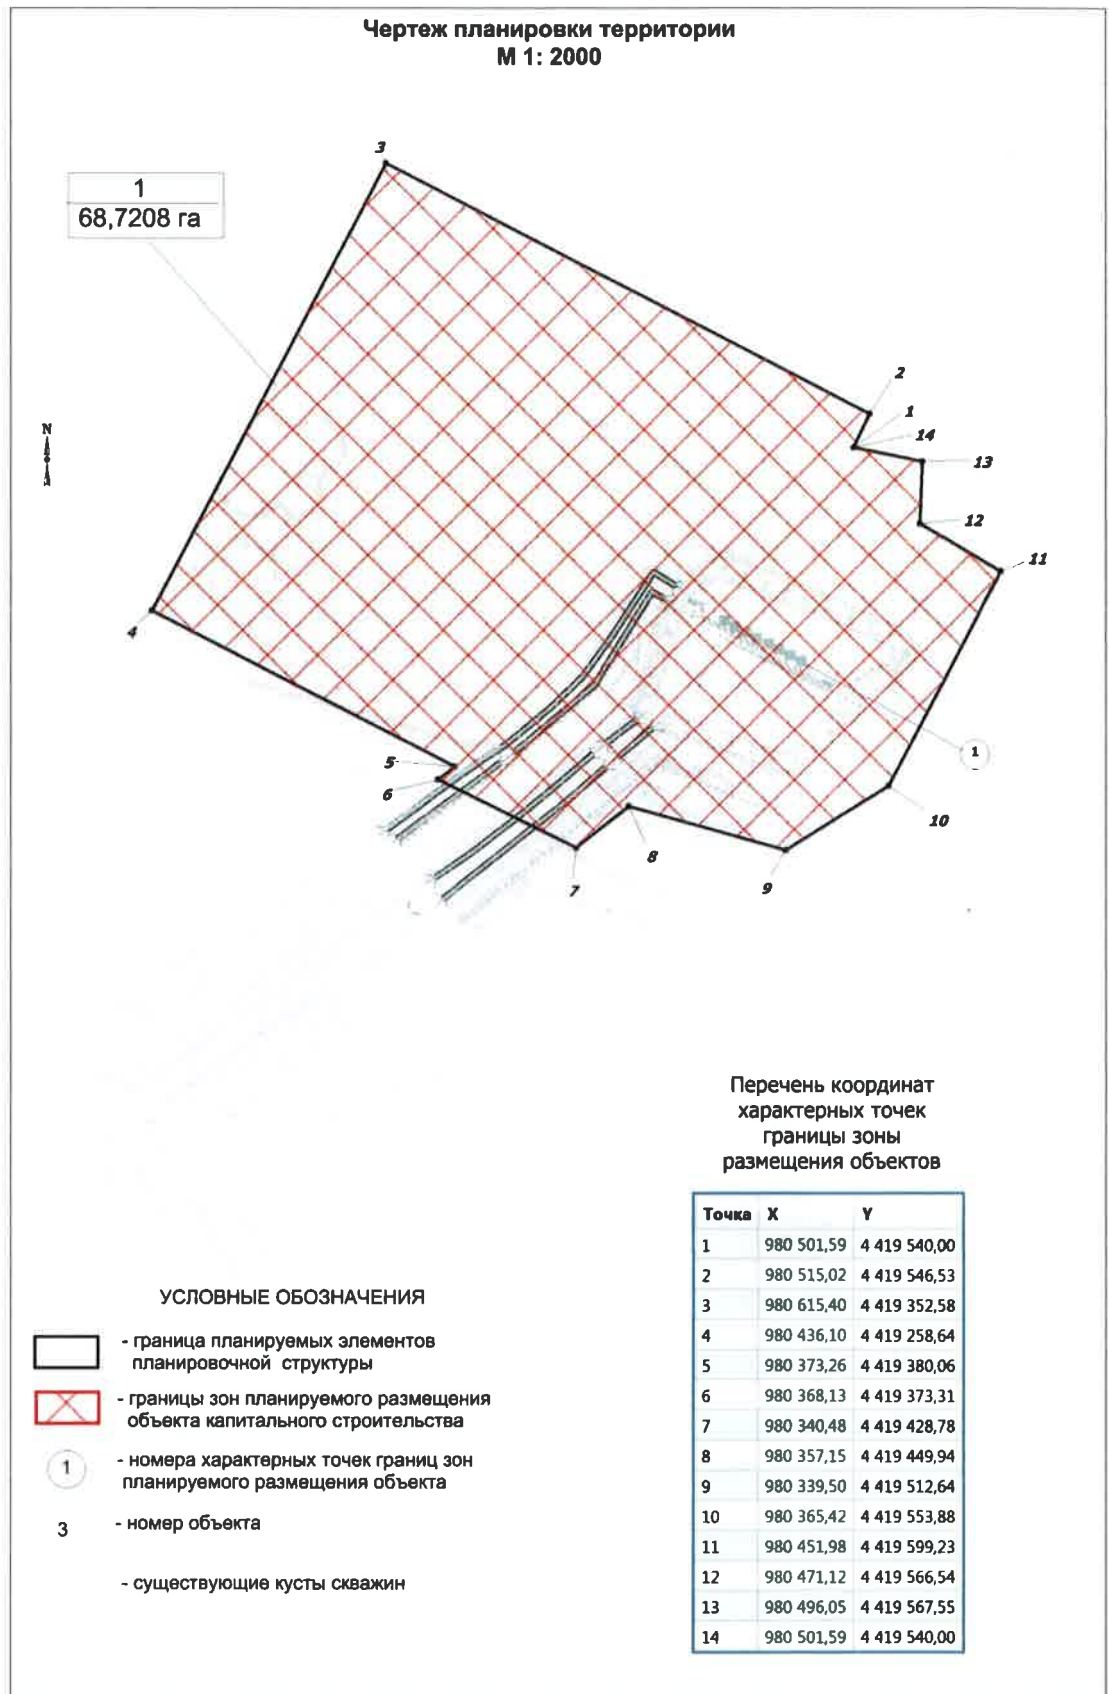 Чертеж планировки территории
М 1: 2000
3
1
68,7208 га
2
1
14
13
N
12
11
4
5
1
6
10
8
7
9
Перечень координат
характерных точек
границы зоны
размещения объектов
Точка X Y
1 980 501,59 4 419 540,00
2 980 515,02 4 419 546,53
3 980 615,40 4 419 352,58
4 980 436,10 4 419 258,64
5 980 373,26 4 419 380,06
6 980 368,13 4 419 373,31
7 980 340,48 4 419 428,78
8 980 357,15 4 419 449,94
9 980 339,50 4 419 512,64
10 980 365,42 4 419 553,88
11 980 451,98 4 419 599,23
12 980 471,12 4 419 566,54
13 980 496,05 4 419 567,55
14 980 501,59 4 419 540,00
УСЛОВНЫЕ ОБОЗНАЧЕНИЯ
- граница планируемых элементов
планировочной структуры
- границы зон планируемого размещения
объекта капитального строительства
1
- номера характерных точек границ зон
планируемого размещения объекта
3 - номер объекта
- существующие кусты скважин